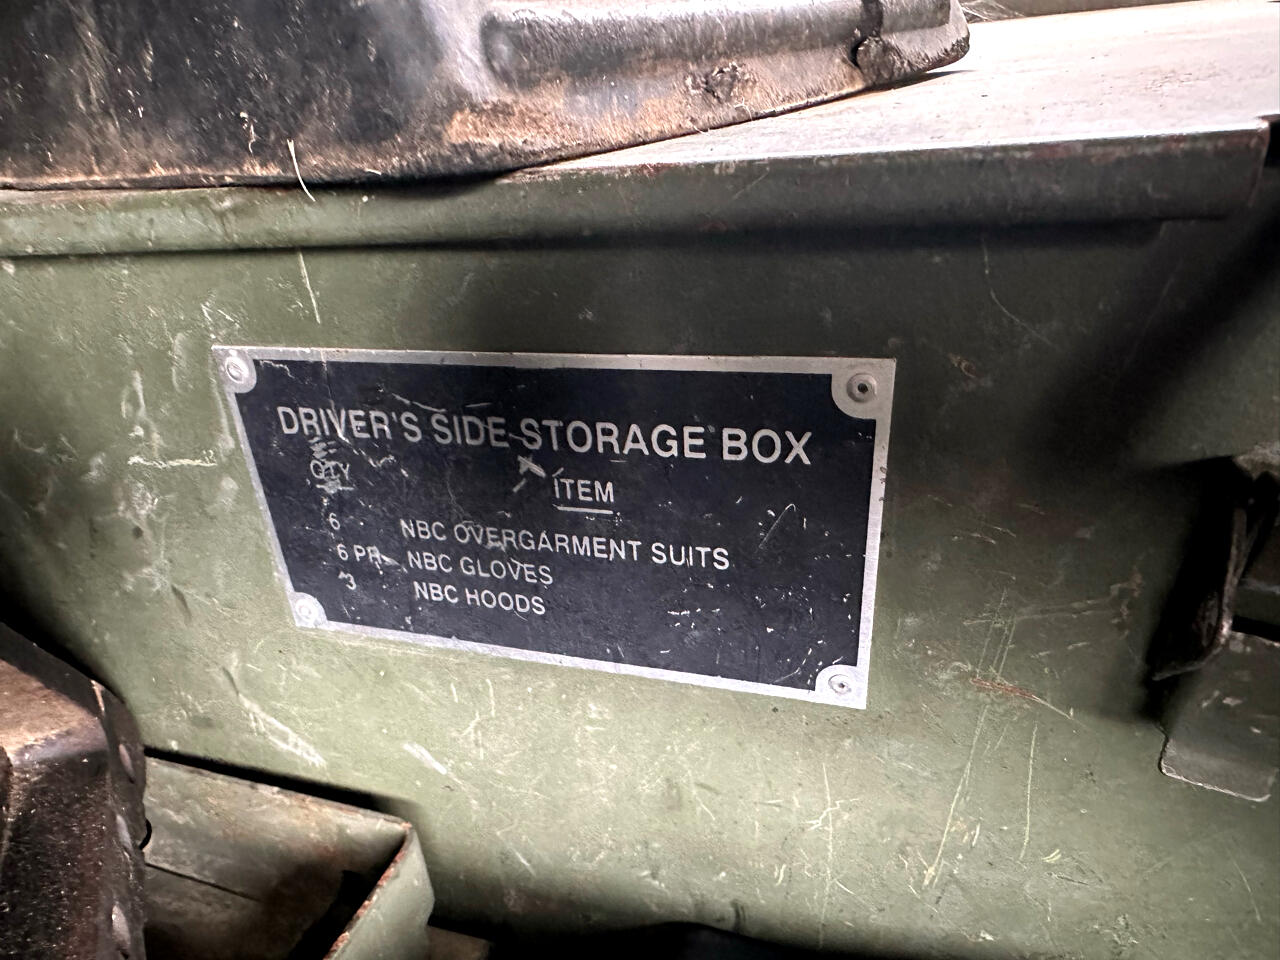 DRIVER'S SIDE STORAGE BOX
QTY ITEM
6 NBC OVERGARMENT SUITS
6 PR NBC GLOVES
3 NBC HOODS